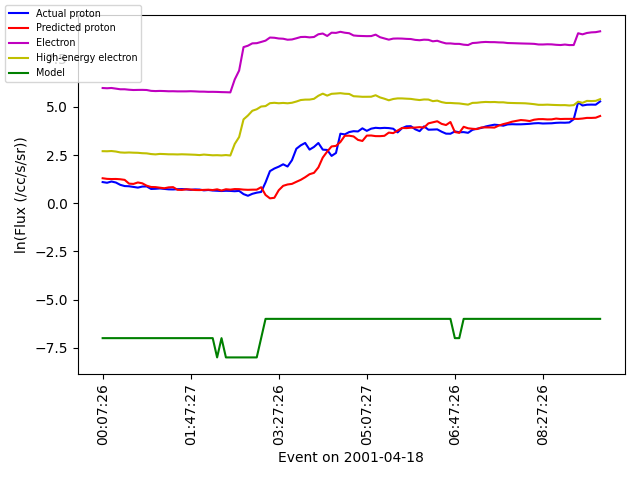 Actual proton
Predicted proton
Electron
High-energy electron
Model
5.0
2.5
0.0
−2.5
−5.0
−7.5
ln(Flux (/cc/s/sr))
00:07:26
01:47:27
03:27:26
05:07:27
06:47:26
08:27:26
Event on 2001-04-18